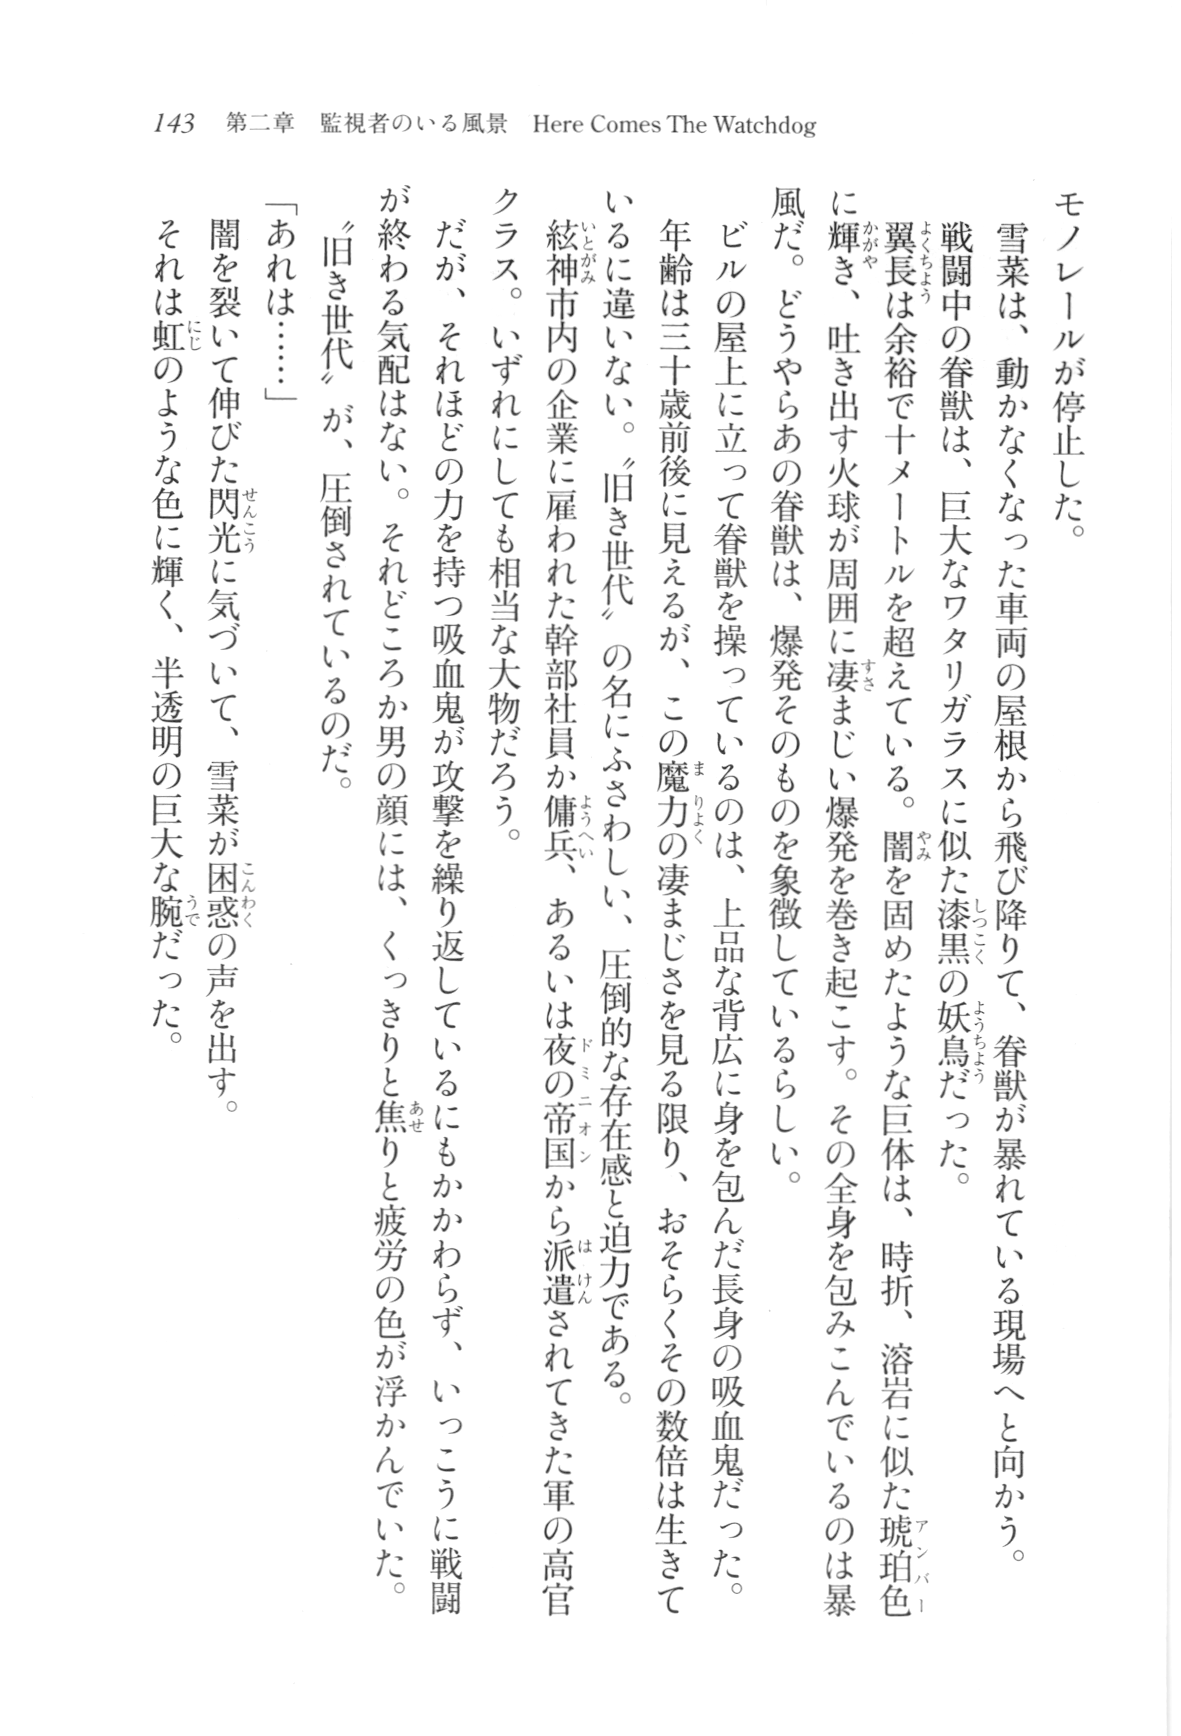 143 第二章 監視者のいる風景 Here Comes The Watchdog
モノレールが停止した。
雪菜は、動かなくなった車両の屋根から飛び降りて、眷獣が暴れている現場へと向かう。
戦闘中の眷獣は、巨大なワタリガラスに似た漆黒の妖鳥だった。
翼長は余裕で十メートルを超えている。闇を固めたような巨体は、時折、溶岩に似た琥珀色
に輝き、吐き出す火球が周囲に凄まじい爆発を巻き起こす。その全身を包みこんでいるのは暴
風だ。どうやらあの眷獣は、爆発そのものを象徴しているらしい。
ビルの屋上に立って眷獣を操っているのは、上品な背広に身を包んだ長身の吸血鬼だった。
年齢は三十歳前後に見えるが、この魔力の凄まじさを見る限り、おそらくその数倍は生きて
いるに違いない。〝旧き世代〟の名にふさわしい、圧倒的な存在感と迫力である。
絃神市内の企業に雇われた幹部社員か傭兵、あるいは夜の帝国から派遣されてきた軍の高官
クラス。いずれにしても相当な大物だろう。
だが、それほどの力を持つ吸血鬼が攻撃を繰り返しているにもかかわらず、いっこうに戦闘
が終わる気配はない。それどころか男の顔には、くっきりと焦りと疲労の色が浮かんでいた。
〝旧き世代〟が、圧倒されているのだ。
「あれは……」
闇を裂いて伸びた閃光に気づいて、雪菜が困惑の声を出す。
それは虹のような色に輝く、半透明の巨大な腕だった。